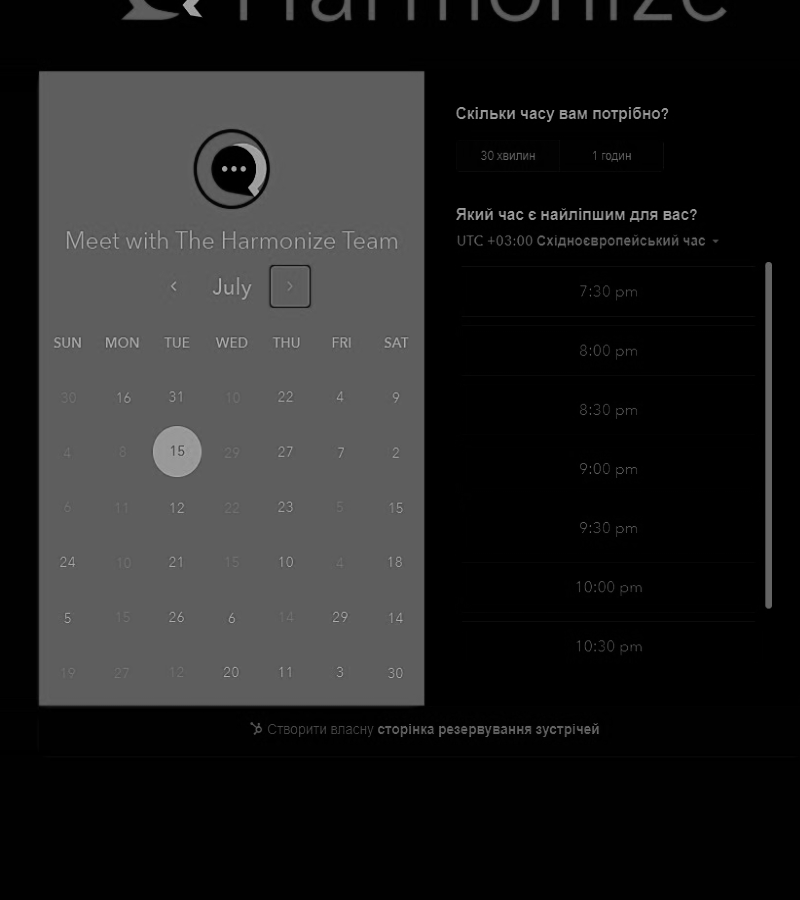 Harmonize
Meet with The Harmonize Team
July
SUN MON TUE WED THU FRI SAT
30 16 31 10 22 4 9
4 8 15 29 27 7 2
6 11 12 22 23 5 15
24 10 21 15 10 4 18
5 15 26 6 14 29 14
19 27 12 20 11 3 30
Скільки часу вам потрібно?
30 хвилин 1 годин
Який час є найліпшим для вас?
UTC +03:00 Східноєвропейський час
7:30 pm
8:00 pm
8:30 pm
9:00 pm
9:30 pm
10:00 pm
10:30 pm
Створити власну сторінка резервування зустрічей